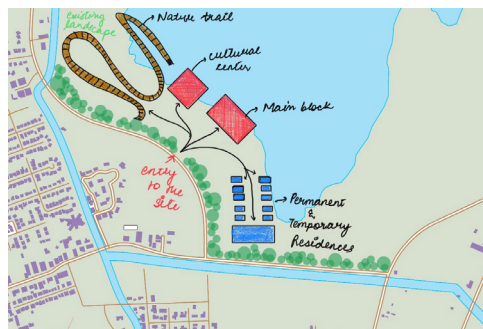 Nature trail
existing
landscape
cultural
center
Main block
entry
to the
site
Permanent
&
Temporary
Residences